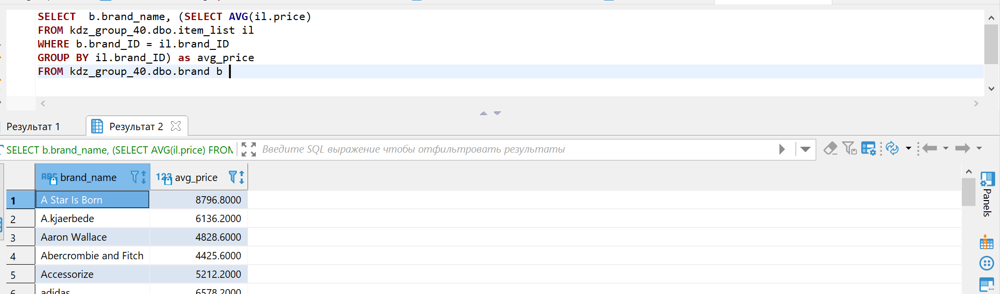 SELECT  b.brand_name, (SELECT AVG(il.price)
FROM kdz_group_40.dbo.item_list il
WHERE b.brand_ID = il.brand_ID
GROUP BY il.brand_ID) as avg_price
FROM kdz_group_40.dbo.brand b
Результат 1
Результат 2
SELECT b.brand_name, (SELECT AVG(il.price) FROM
Введите SQL выражение чтобы отфильтровать результаты
ABC brand_name 123 avg_price
1 A Star Is Born 8796.8000
2 A.kjaerbede 6136.2000
3 Aaron Wallace 4828.6000
4 Abercrombie and Fitch 4425.6000
5 Accessorize 5212.2000
6 adidas 6578.2000
Panels